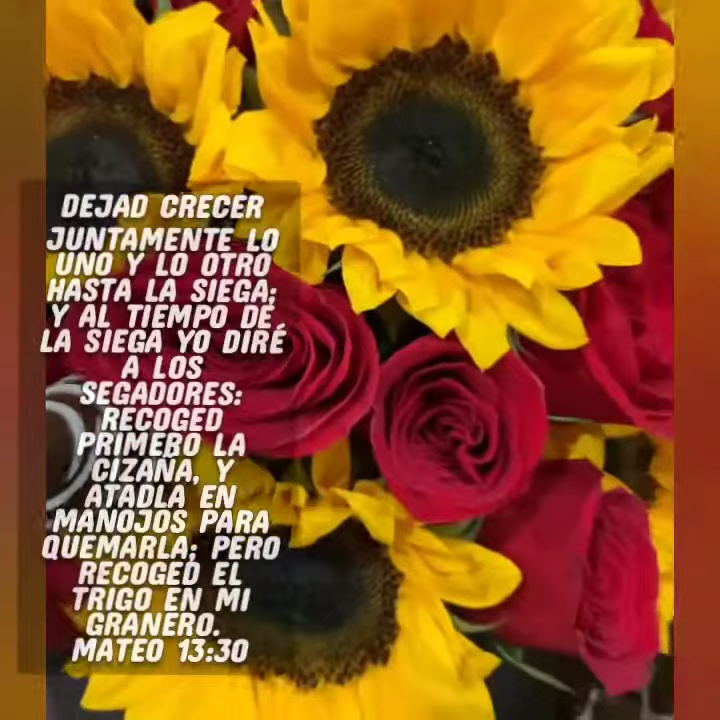 DEJAD CRECER
JUNTAMENTE LO
UNO Y LO OTRO
HASTA LA SIEGA;
Y AL TIEMPO DE
LA SIEGA YO DIRÉ
A LOS
SEGADORES:
RECOGED
PRIMERO LA
CIZAÑA, Y
ATADLA EN
MANOJOS PARA
QUEMARLA; PERO
RECOGED EL
TRIGO EN MI
GRANERO.
MATEO 13:30